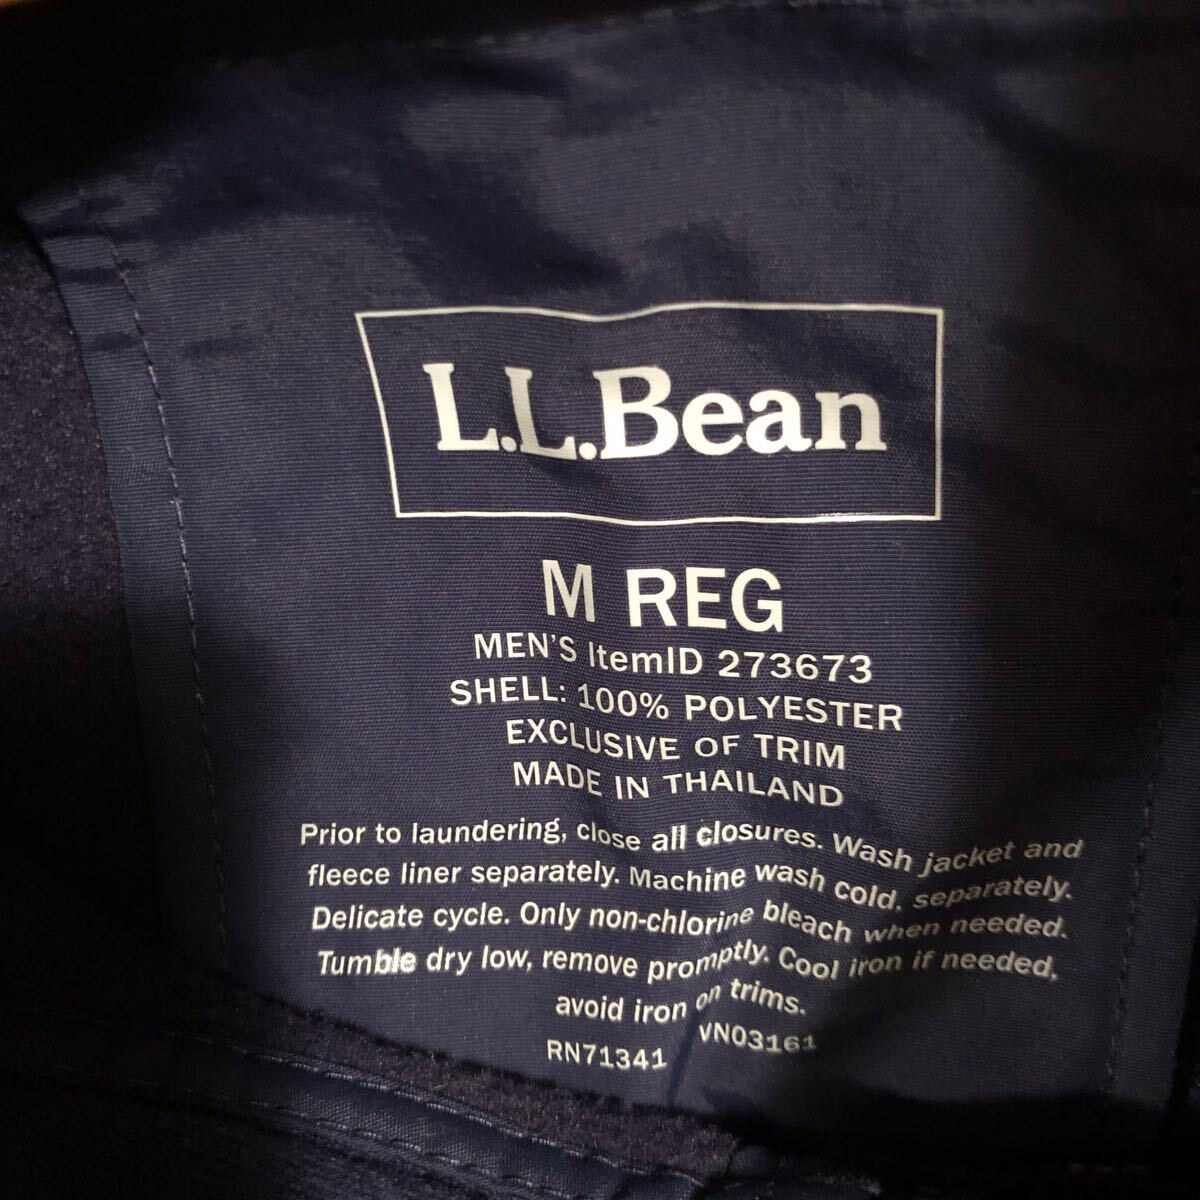 L.L.Bean
M REG
MEN'S ItemID 273673
SHELL: 100% POLYESTER
EXCLUSIVE OF TRIM
MADE IN THAILAND
Prior to laundering, close all closures. Wash jacket and
fleece liner separately. Machine wash cold, separately.
Delicate cycle. Only non-chlorine bleach when needed.
Tumble dry low, remove promptly. Cool iron if needed,
avoid iron on trims.
RN71341 VN03161